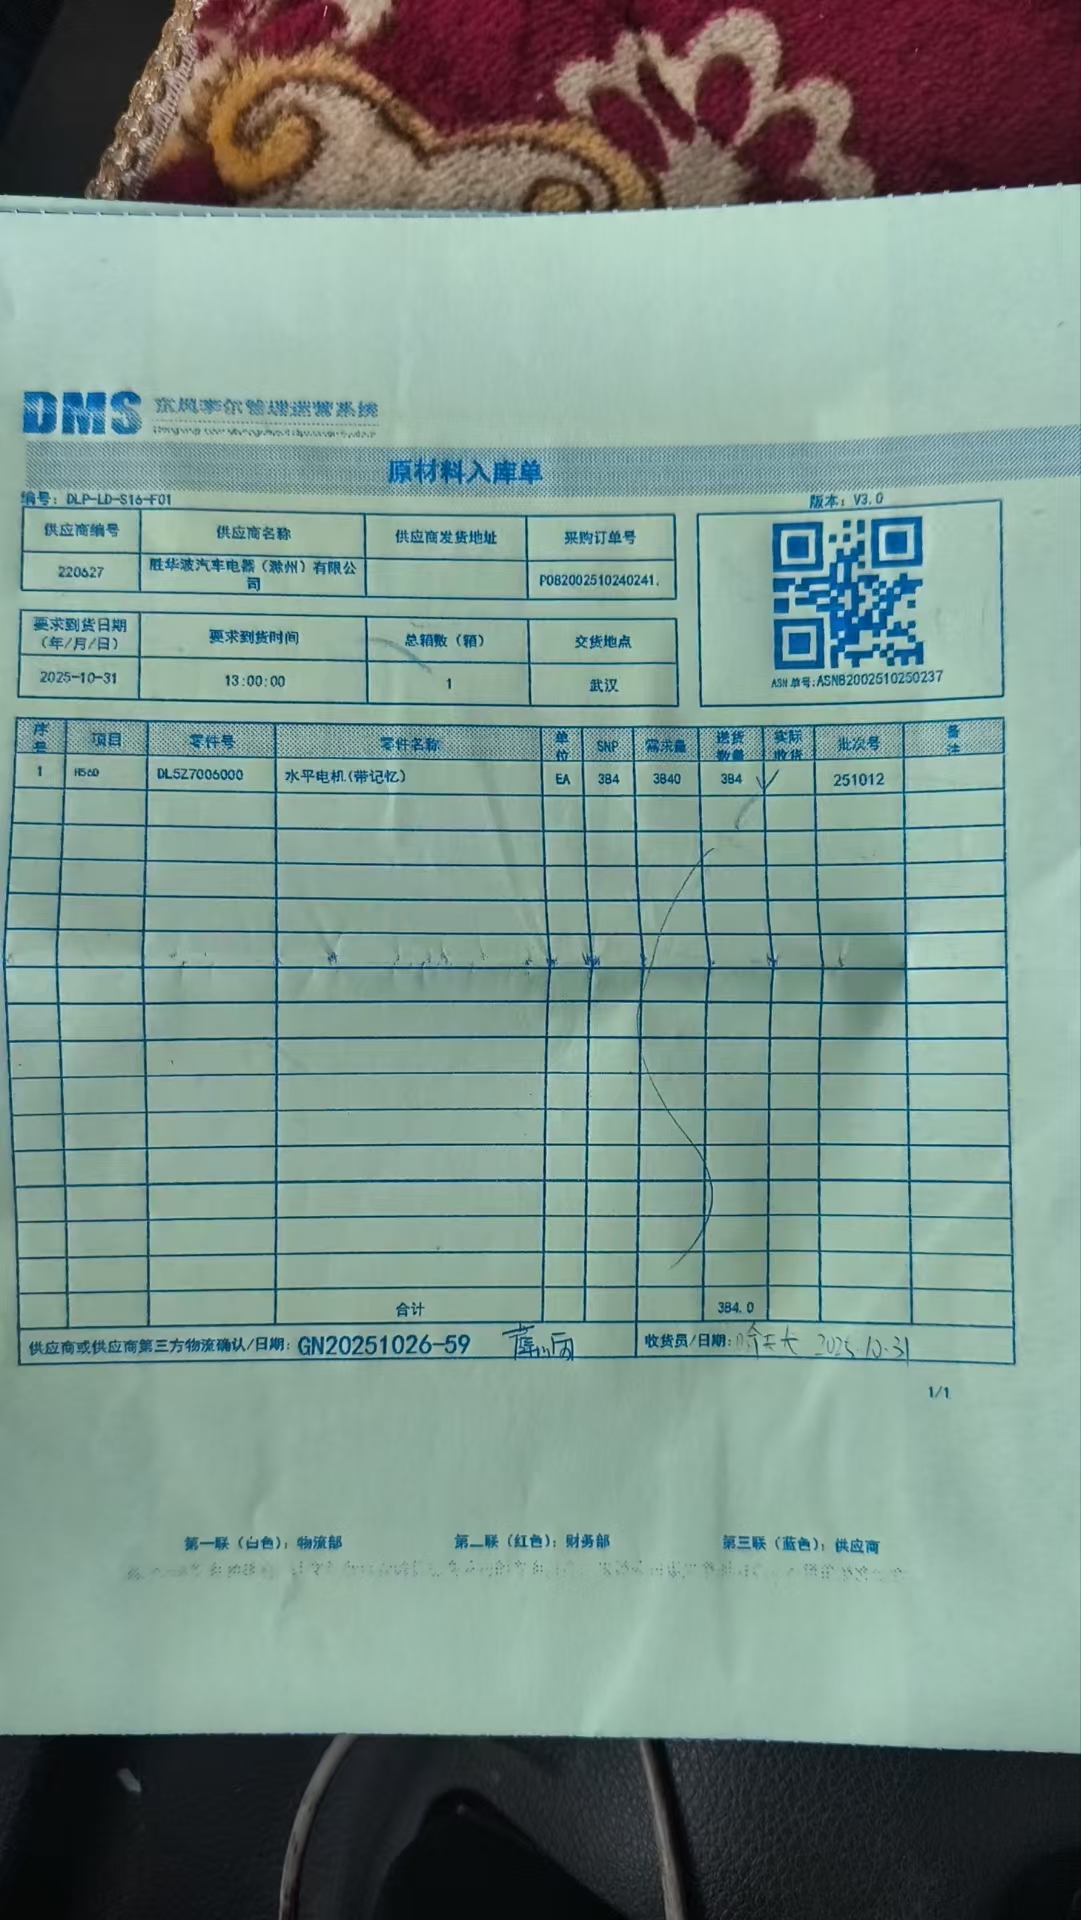 DMS 东风李尔管理运营系统
原材料入库单
编号: DLP-LD-S16-F01 版本: V3.0
供应商编号 供应商名称 供应商发货地址 采购订单号
220627 胜华波汽车电器（滁州）有限公
司 PO82002510240241.
要求到货日期
（年/月/日） 要求到货时间 总箱数（箱） 交货地点
2025-10-31 13:00:00 1 武汉
ASN 单号:ASN82002510250237
序号 项目 零件号 零件名称 单位 SNP 需求量 送货数量 实际收货 批次号 备注
1 H560 DL5Z7006000 水平电机(带记忆) EA 384 3840 384 251012
合计 384.0
供应商或供应商第三方物流确认/日期: GN20251026-59 收货员/日期: 2025.10.31
1/1
第一联（白色）: 物流部 第二联（红色）: 财务部 第三联（蓝色）: 供应商